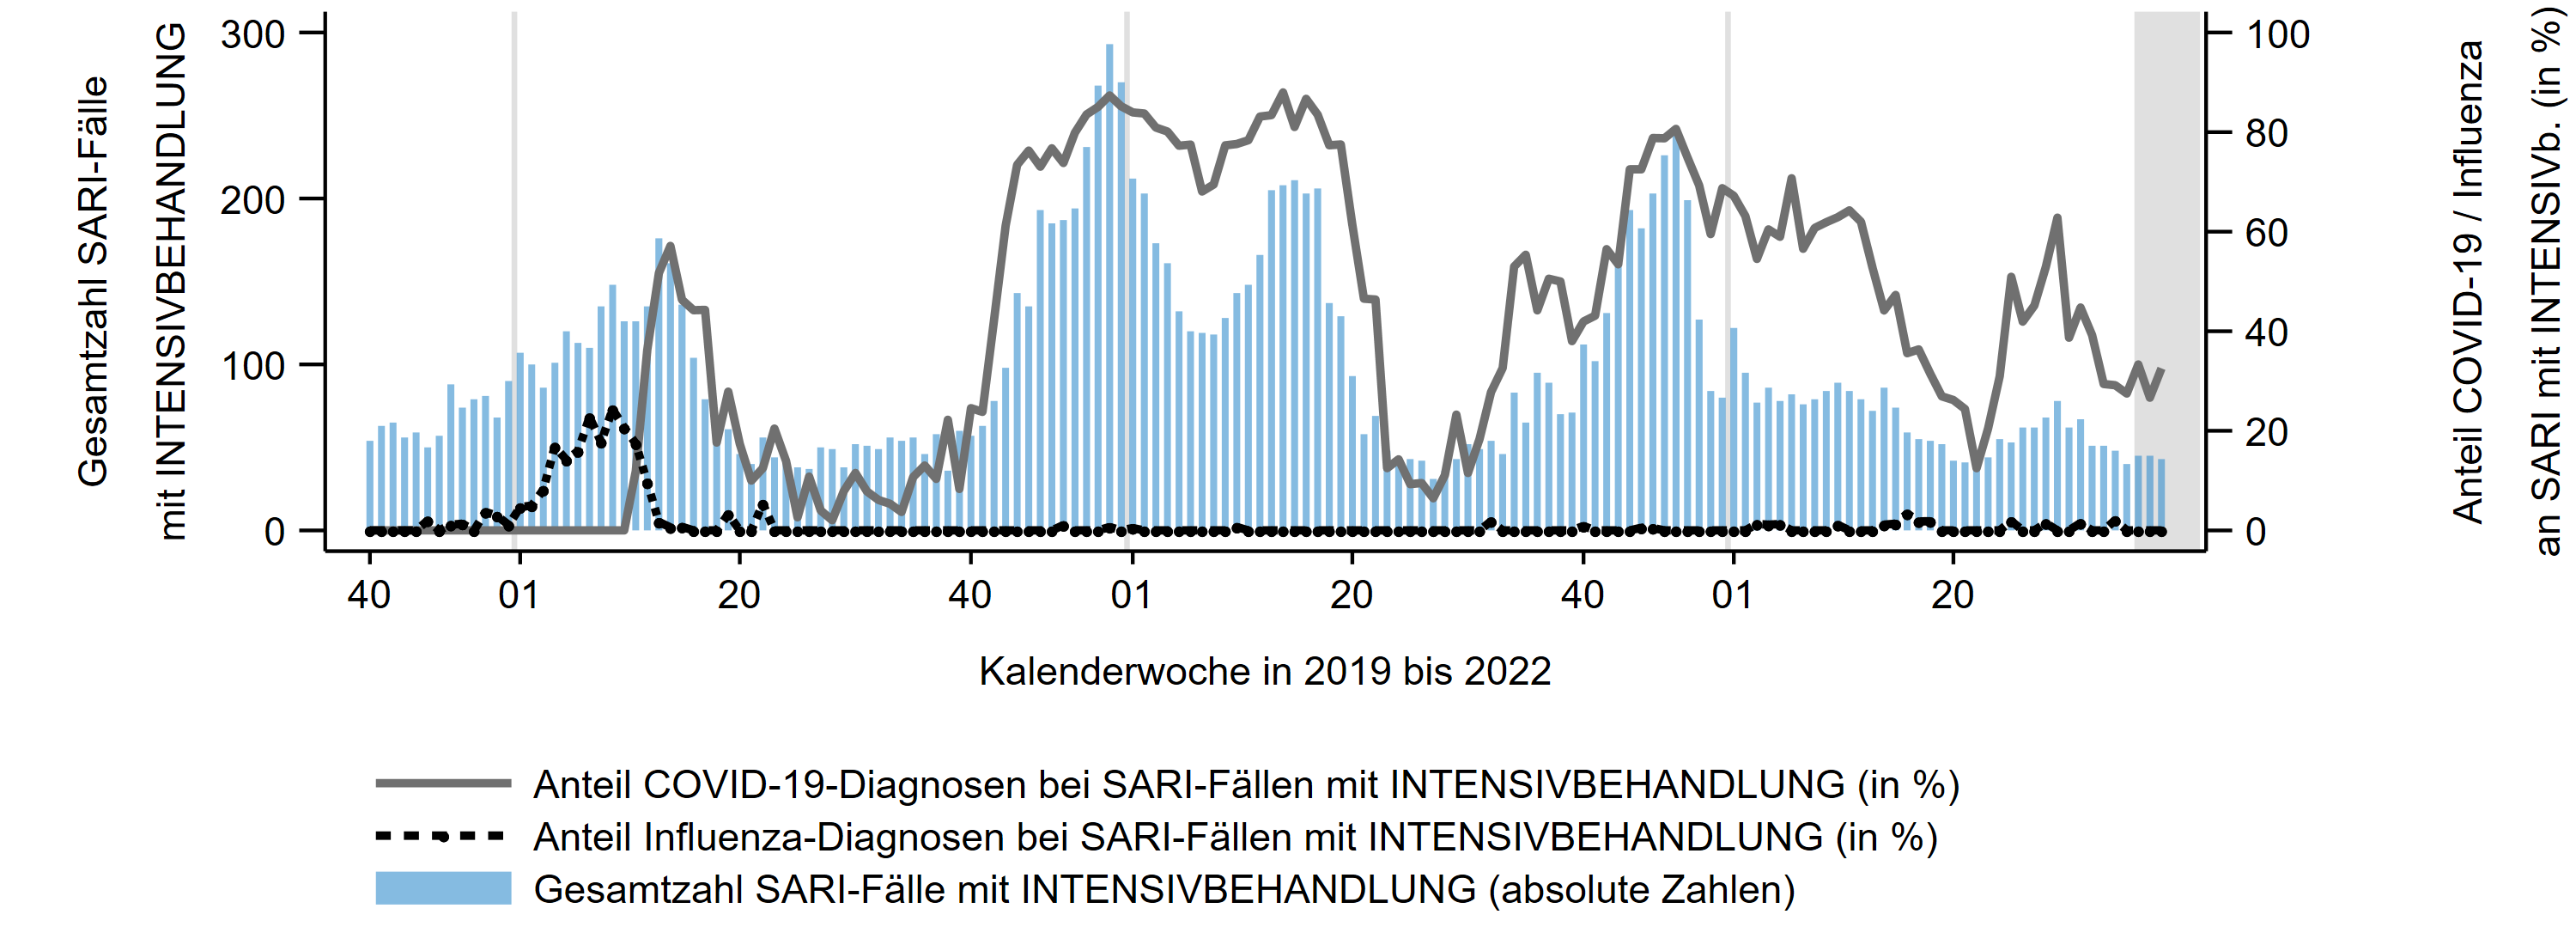 Gesamtzahl SARI-Fälle
mit INTENSIVBEHANDLUNG
300
200
100
0
100
80
60
40
20
0
Anteil COVID-19 / Influenza
an SARI mit INTENSIVb. (in %)
40 01 20 40 01 20 40 01 20
Kalenderwoche in 2019 bis 2022
Anteil COVID-19-Diagnosen bei SARI-Fällen mit INTENSIVBEHANDLUNG (in %)
Anteil Influenza-Diagnosen bei SARI-Fällen mit INTENSIVBEHANDLUNG (in %)
Gesamtzahl SARI-Fälle mit INTENSIVBEHANDLUNG (absolute Zahlen)